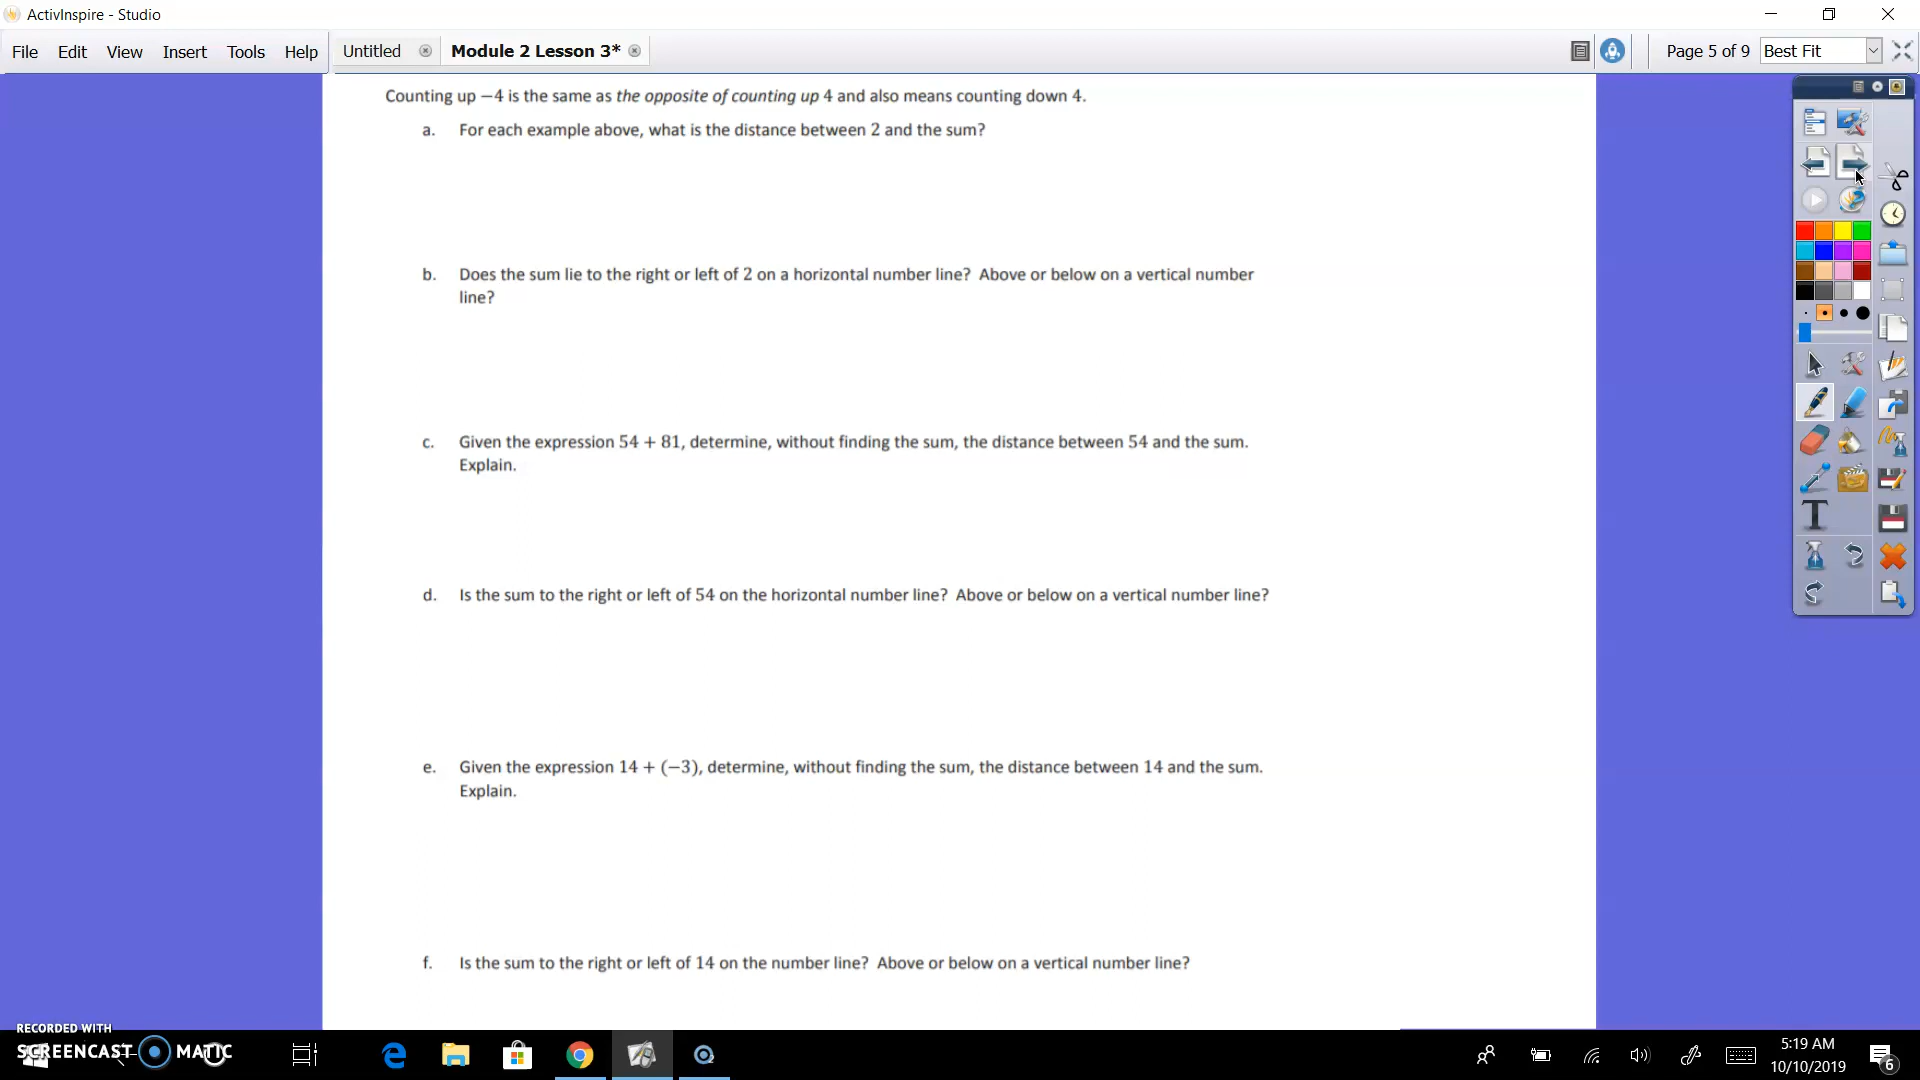 ActivInspire - Studio
File Edit View Insert Tools Help
Untitled
Module 2 Lesson 3*
Page 5 of 9
Best Fit
Counting up −4 is the same as the opposite of counting up 4 and also means counting down 4.
a. For each example above, what is the distance between 2 and the sum?
b. Does the sum lie to the right or left of 2 on a horizontal number line? Above or below on a vertical number
line?
c. Given the expression 54 + 81, determine, without finding the sum, the distance between 54 and the sum.
Explain.
d. Is the sum to the right or left of 54 on the horizontal number line? Above or below on a vertical number line?
e. Given the expression 14 + (−3), determine, without finding the sum, the distance between 14 and the sum.
Explain.
f. Is the sum to the right or left of 14 on the number line? Above or below on a vertical number line?
RECORDED WITH
SCREENCAST MATIC
5:19 AM
10/10/2019
6